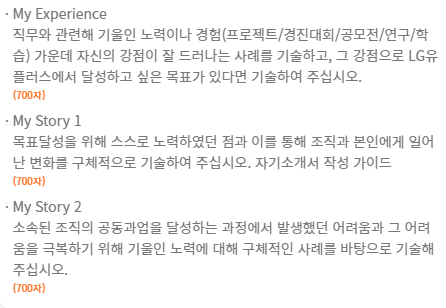 · My Experience
직무와 관련해 기울인 노력이나 경험(프로젝트/경진대회/공모전/연구/학
습) 가운데 자신의 강점이 잘 드러나는 사례를 기술하고, 그 강점으로 LG유
플러스에서 달성하고 싶은 목표가 있다면 기술하여 주십시오.
(700자)
· My Story 1
목표달성을 위해 스스로 노력하였던 점과 이를 통해 조직과 본인에게 일어
난 변화를 구체적으로 기술하여 주십시오. 자기소개서 작성 가이드
(700자)
· My Story 2
소속된 조직의 공동과업을 달성하는 과정에서 발생했던 어려움과 그 어려
움을 극복하기 위해 기울인 노력에 대해 구체적인 사례를 바탕으로 기술해
주십시오.
(700자)